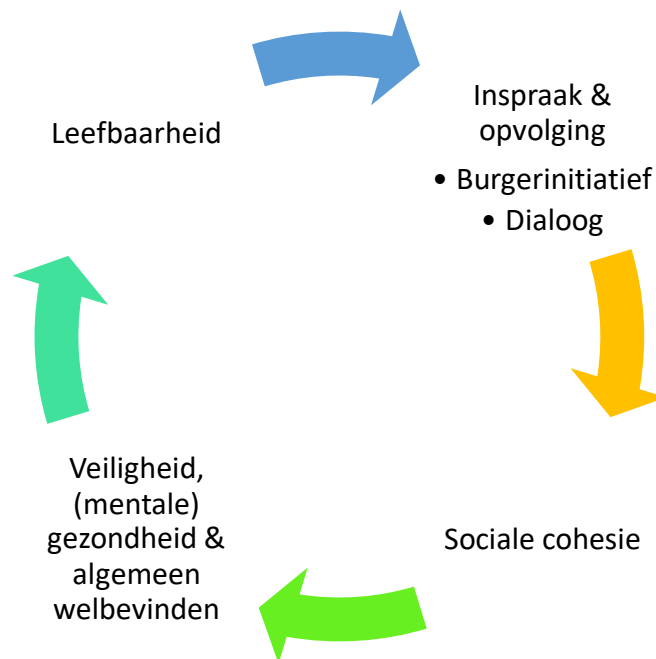 Leefbaarheid
Inspraak &
opvolging
• Burgerinitiatief
• Dialoog
Sociale cohesie
Veiligheid,
(mentale)
gezondheid &
algemeen
welbevinden